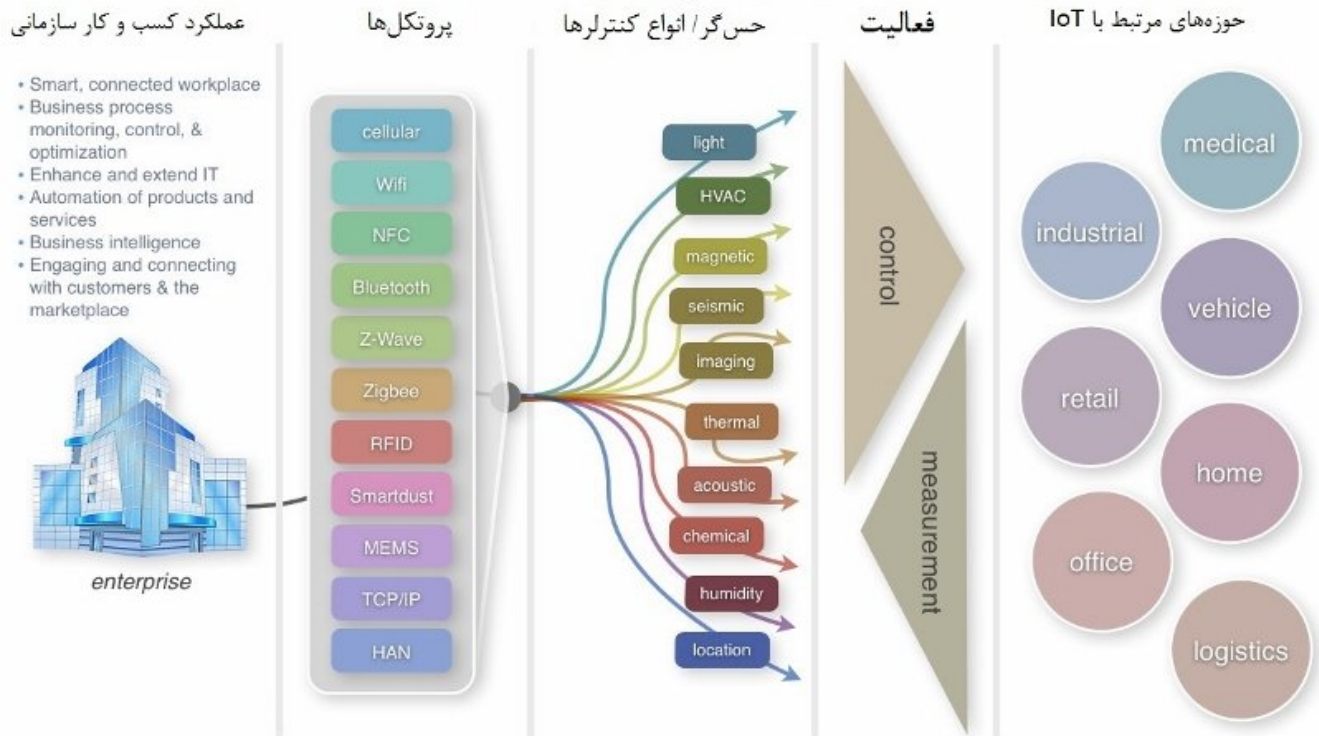 عملکرد کسب و کار سازمانی
پروتکل‌ها
حس‌گر/ انواع کنترلرها
فعالیت
حوزه‌های مرتبط با IoT
• Smart, connected workplace
• Business process
monitoring, control, &
optimization
• Enhance and extend IT
• Automation of products and
services
• Business intelligence
• Engaging and connecting
with customers & the
marketplace
enterprise
cellular
Wifi
NFC
Bluetooth
Z-Wave
Zigbee
RFID
Smartdust
MEMS
TCP/IP
HAN
light
HVAC
magnetic
seismic
imaging
thermal
acoustic
chemical
humidity
location
control
measurement
medical
industrial
vehicle
retail
home
office
logistics